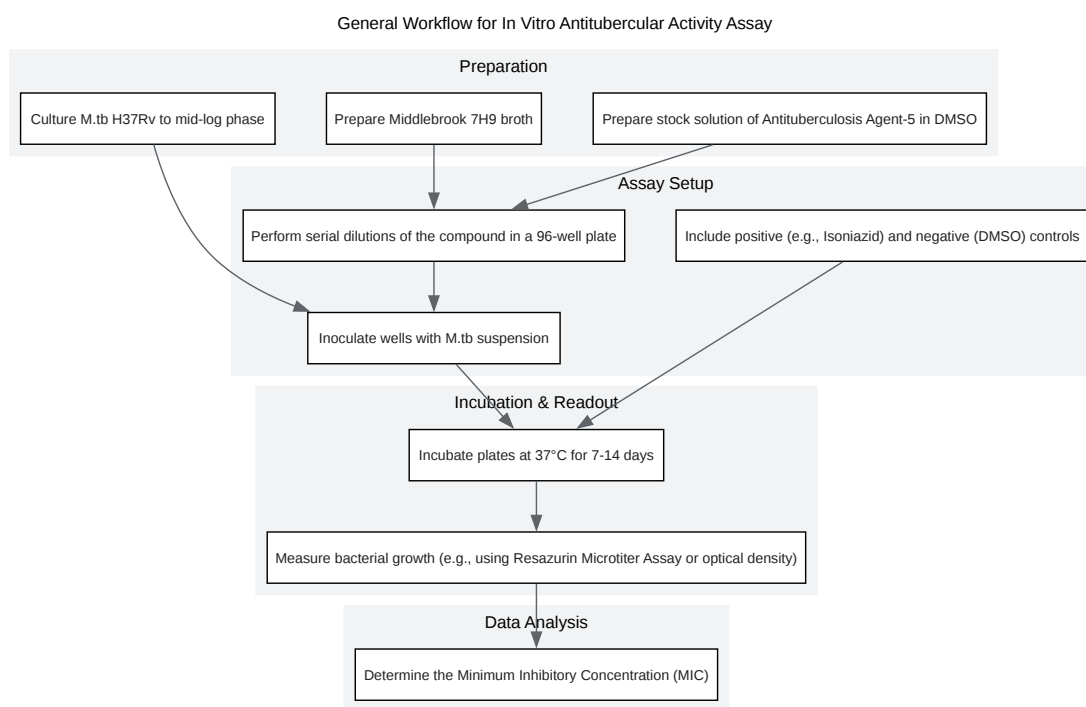 General Workflow for In Vitro Antitubercular Activity Assay
Preparation
Culture M.tb H37Rv to mid-log phase
Prepare Middlebrook 7H9 broth
Prepare stock solution of Antituberculosis Agent-5 in DMSO
Assay Setup
Perform serial dilutions of the compound in a 96-well plate
Include positive (e.g., Isoniazid) and negative (DMSO) controls
Inoculate wells with M.tb suspension
Incubation & Readout
Incubate plates at 37°C for 7-14 days
Measure bacterial growth (e.g., using Resazurin Microtiter Assay or optical density)
Data Analysis
Determine the Minimum Inhibitory Concentration (MIC)